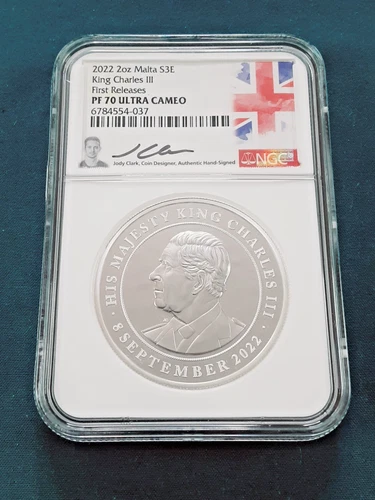 2022 2oz Malta S3E
King Charles III
First Releases
PF 70 ULTRA CAMEO
6784554-037
Jody Clark, Coin Designer, Authentic Hand-Signed
NGC
· HIS MAJESTY KING CHARLES III ·
8 SEPTEMBER 2022